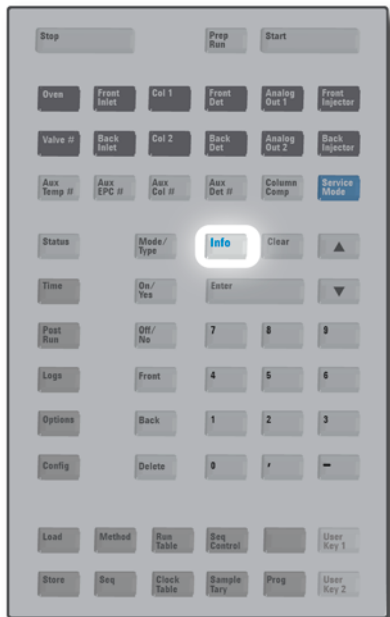 Stop
Prep
Run
Start
Oven
Front
Inlet
Col 1
Front
Det
Analog
Out 1
Front
Injector
Valve #
Back
Inlet
Col 2
Back
Det
Analog
Out 2
Back
Injector
Aux
Temp #
Aux
EPC #
Aux
Col #
Aux
Det #
Column
Comp
Service
Mode
Status
Mode/
Type
Info
Clear
▲
Time
On/
Yes
Enter
▼
Post
Run
Off/
No
7
8
9
Logs
Front
4
5
6
Options
Back
1
2
3
Config
Delete
0
,
–
Load
Method
Run
Table
Seq
Control
User
Key 1
Store
Seq
Clock
Table
Sample
Tary
Prog
User
Key 2